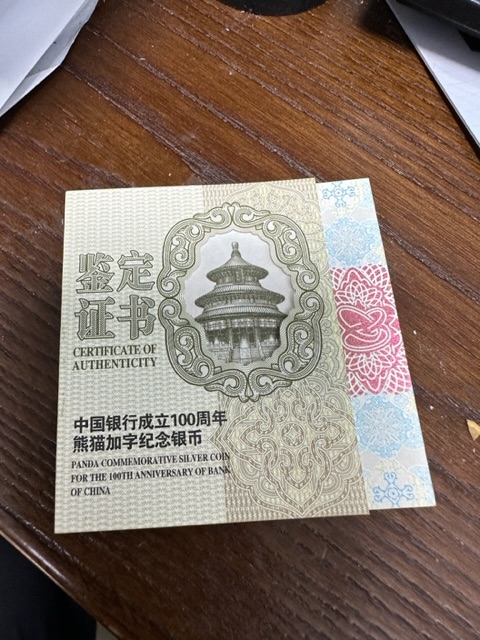 鉴定
证书
CERTIFICATE OF
AUTHENTICITY
中国银行成立100周年
熊猫加字纪念银币
PANDA COMMEMORATIVE SILVER COIN
FOR THE 100TH ANNIVERSARY OF BANK
OF CHINA